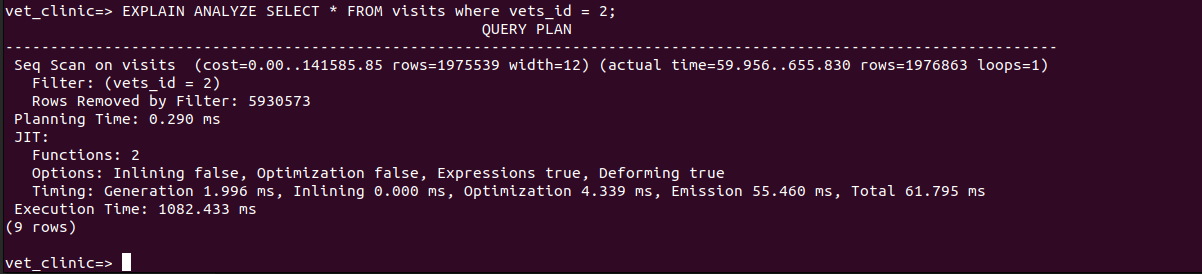 vet_clinic=> EXPLAIN ANALYZE SELECT * FROM visits where vets_id = 2;
QUERY PLAN
---------------------------------------------------------------------------------------------------------------------
Seq Scan on visits  (cost=0.00..141585.85 rows=1975539 width=12) (actual time=59.956..655.830 rows=1976863 loops=1)
Filter: (vets_id = 2)
Rows Removed by Filter: 5930573
Planning Time: 0.290 ms
JIT:
Functions: 2
Options: Inlining false, Optimization false, Expressions true, Deforming true
Timing: Generation 1.996 ms, Inlining 0.000 ms, Optimization 4.339 ms, Emission 55.460 ms, Total 61.795 ms
Execution Time: 1082.433 ms
(9 rows)
vet_clinic=>